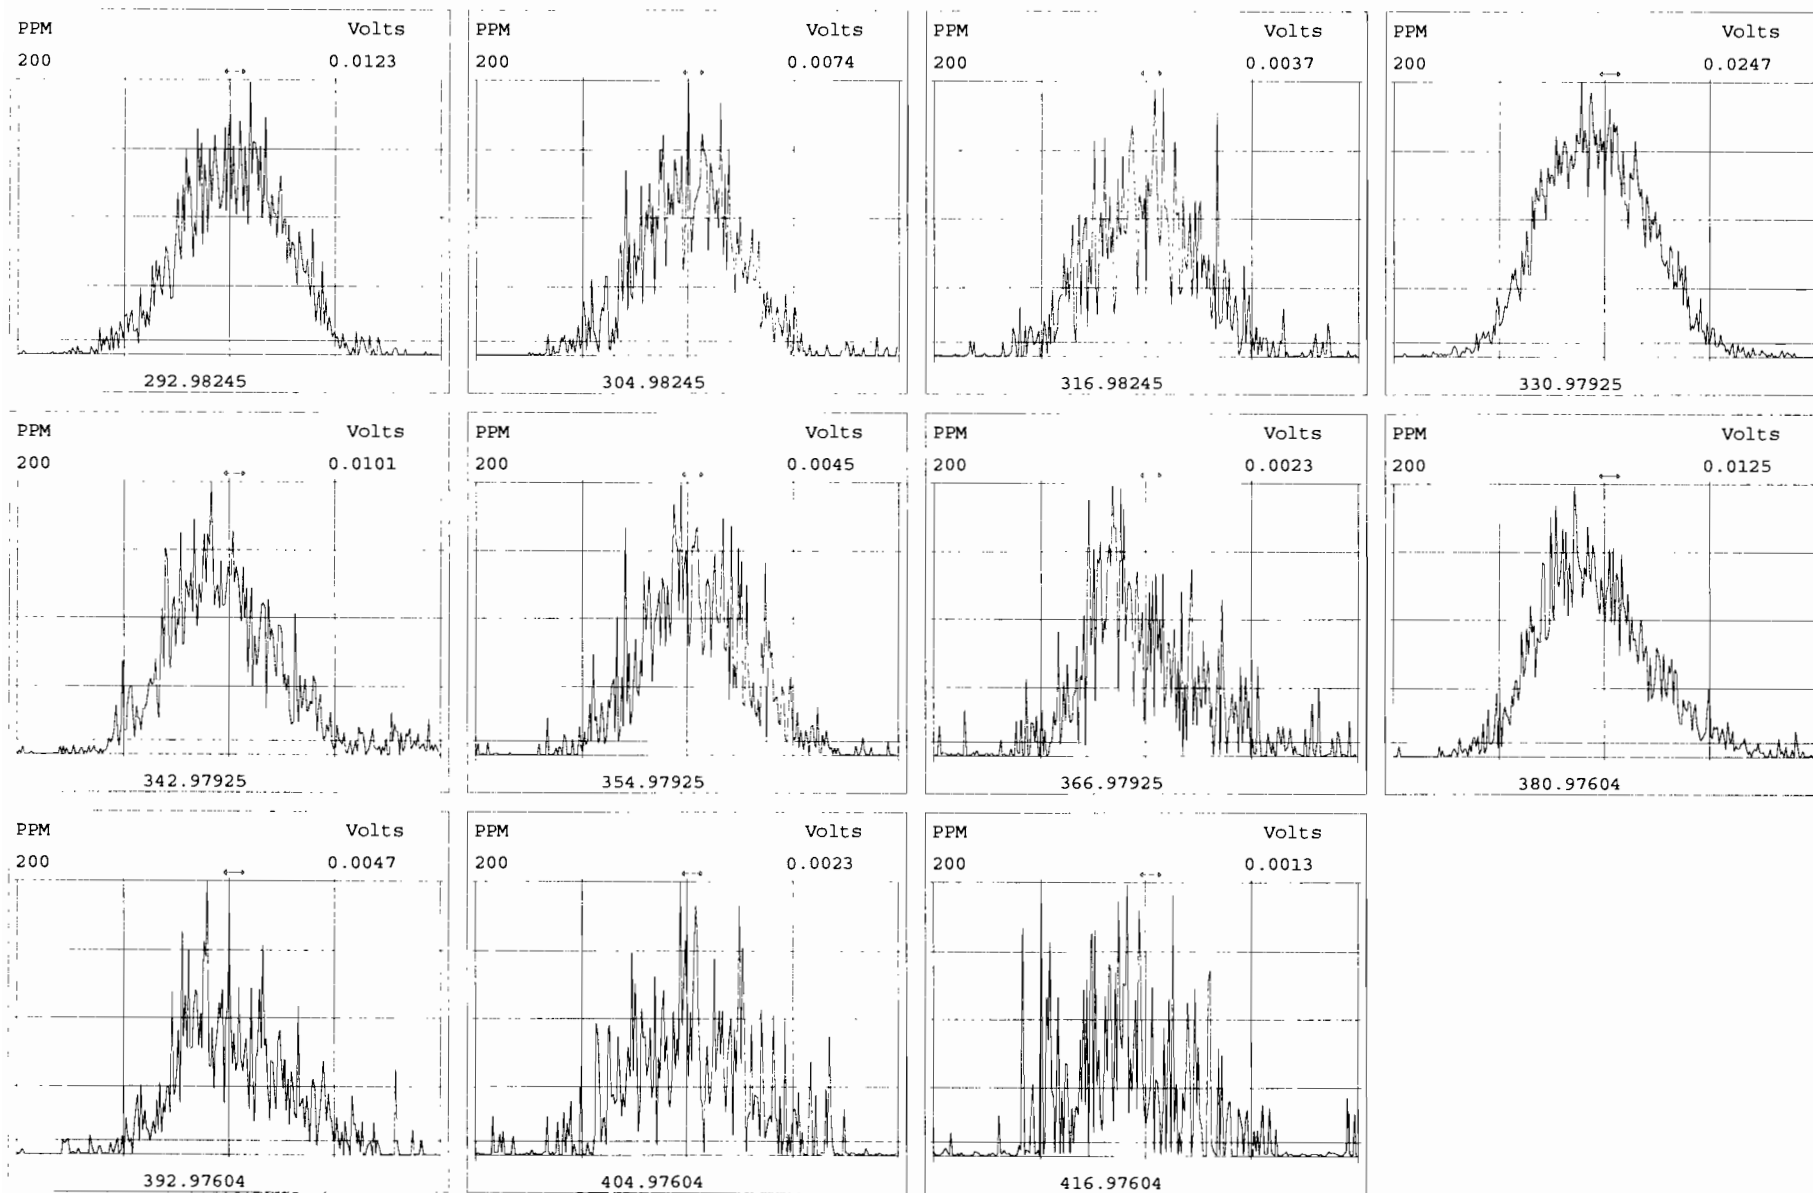 PPM Volts PPM Volts PPM Volts PPM Volts
200 0.0123 200 0.0074 200 0.0037 200 0.0247
292.98245 304.98245 316.98245 330.97925
PPM Volts PPM Volts PPM Volts PPM Volts
200 0.0101 200 0.0045 200 0.0023 200 0.0125
342.97925 354.97925 366.97925 380.97604
PPM Volts PPM Volts PPM Volts
200 0.0047 200 0.0023 200 0.0013
392.97604 404.97604 416.97604